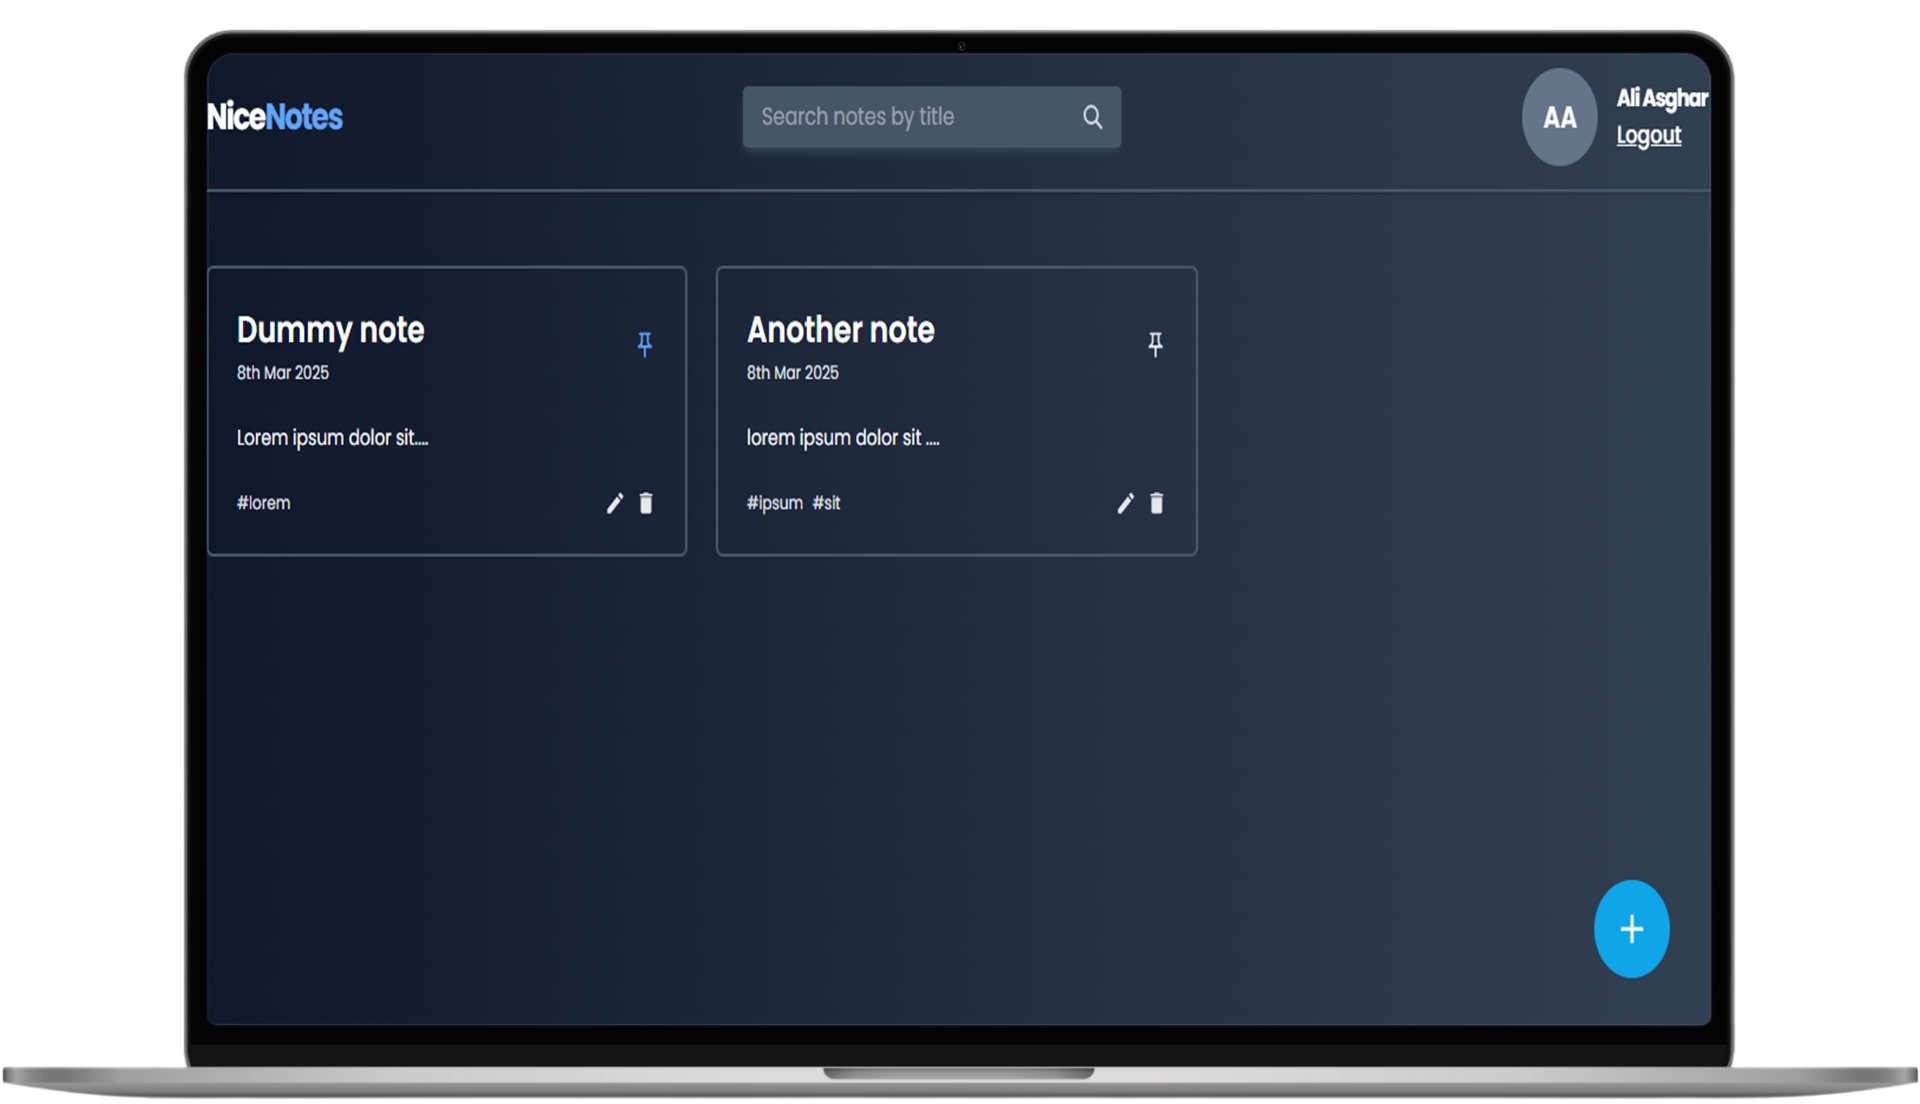 NiceNotes
Search notes by title
AA
Ali Asghar
Logout
Dummy note
8th Mar 2025
Lorem ipsum dolor sit....
#lorem
Another note
8th Mar 2025
lorem ipsum dolor sit ....
#ipsum #sit
+